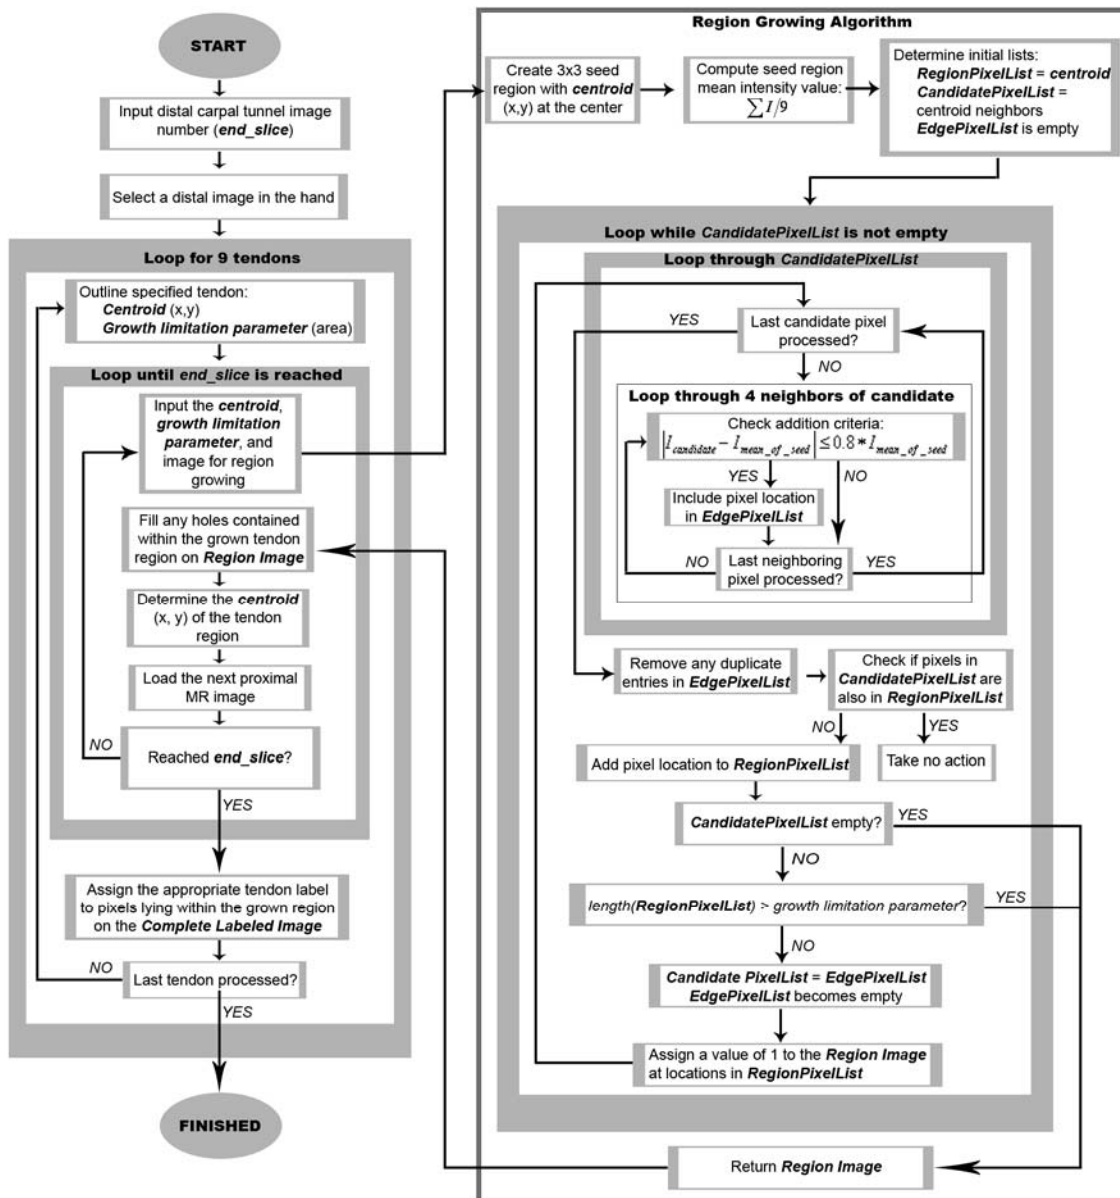 START
Input distal carpal tunnel image
number (end_slice)
Select a distal image in the hand
Loop for 9 tendons
Outline specified tendon:
Centroid (x,y)
Growth limitation parameter (area)
Loop until end_slice is reached
Input the centroid,
growth limitation
parameter, and
image for region
growing
Fill any holes contained
within the grown tendon
region on Region Image
Determine the centroid
(x, y) of the tendon
region
Load the next proximal
MR image
NO
Reached end_slice?
YES
Assign the appropriate tendon label
to pixels lying within the grown region
on the Complete Labeled Image
NO
Last tendon processed?
YES
FINISHED
Region Growing Algorithm
Create 3x3 seed
region with centroid
(x,y) at the center
Compute seed region
mean intensity value:
∑ I/9
Determine initial lists:
RegionPixelList = centroid
CandidatePixelList =
centroid neighbors
EdgePixelList is empty
Loop while CandidatePixelList is not empty
Loop through CandidatePixelList
YES
Last candidate pixel
processed?
NO
Loop through 4 neighbors of candidate
Check addition criteria:
|I_candidate − I_mean_of_seed| ≤ 0.8 * I_mean_of_seed
YES
NO
Include pixel location
in EdgePixelList
NO
Last neighboring
pixel processed?
YES
Remove any duplicate
entries in EdgePixelList
Check if pixels in
CandidatePixelList are
also in RegionPixelList
NO
YES
Add pixel location to RegionPixelList
Take no action
CandidatePixelList empty?
YES
NO
length(RegionPixelList) > growth limitation parameter?
YES
NO
Candidate PixelList = EdgePixelList
EdgePixelList becomes empty
Assign a value of 1 to the Region Image
at locations in RegionPixelList
Return Region Image